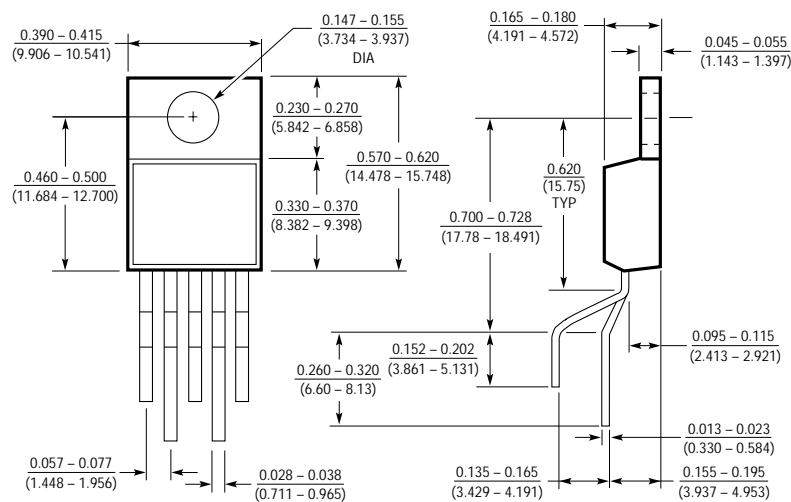 0.390 – 0.415
(9.906 – 10.541)
0.147 – 0.155
(3.734 – 3.937)
DIA
0.165 – 0.180
(4.191 – 4.572)
0.045 – 0.055
(1.143 – 1.397)
0.230 – 0.270
(5.842 – 6.858)
0.460 – 0.500
(11.684 – 12.700)
0.570 – 0.620
(14.478 – 15.748)
0.330 – 0.370
(8.382 – 9.398)
0.620
(15.75)
TYP
0.700 – 0.728
(17.78 – 18.491)
0.152 – 0.202
(3.861 – 5.131)
0.260 – 0.320
(6.60 – 8.13)
0.095 – 0.115
(2.413 – 2.921)
0.013 – 0.023
(0.330 – 0.584)
0.057 – 0.077
(1.448 – 1.956)
0.028 – 0.038
(0.711 – 0.965)
0.135 – 0.165
(3.429 – 4.191)
0.155 – 0.195
(3.937 – 4.953)